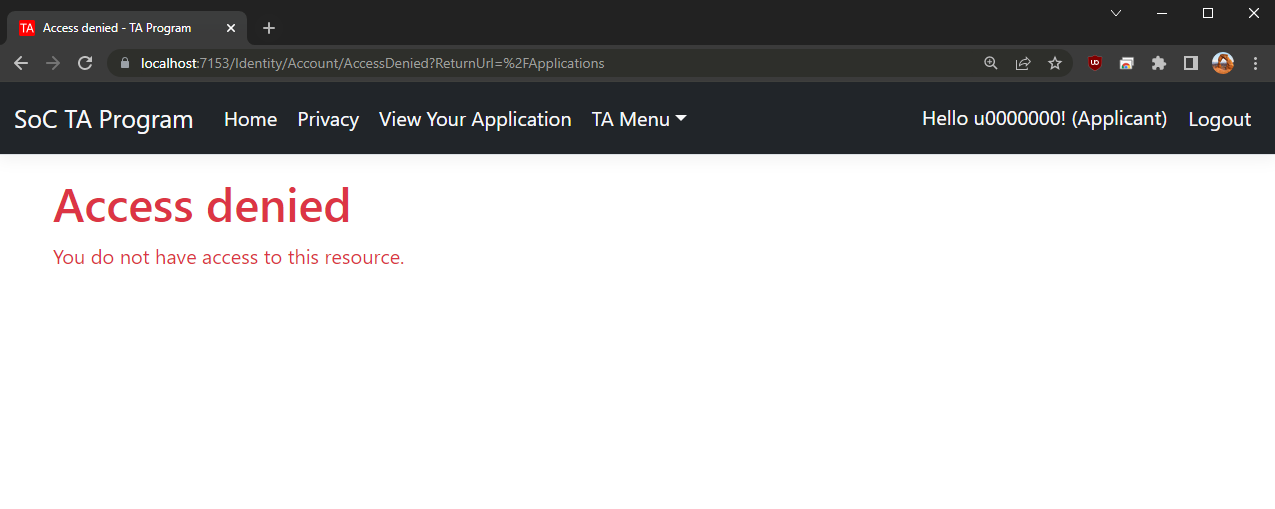 TA Access denied - TA Program
localhost:7153/Identity/Account/AccessDenied?ReturnUrl=%2FApplications
SoC TA Program Home Privacy View Your Application TA Menu Hello u0000000! (Applicant) Logout
Access denied
You do not have access to this resource.